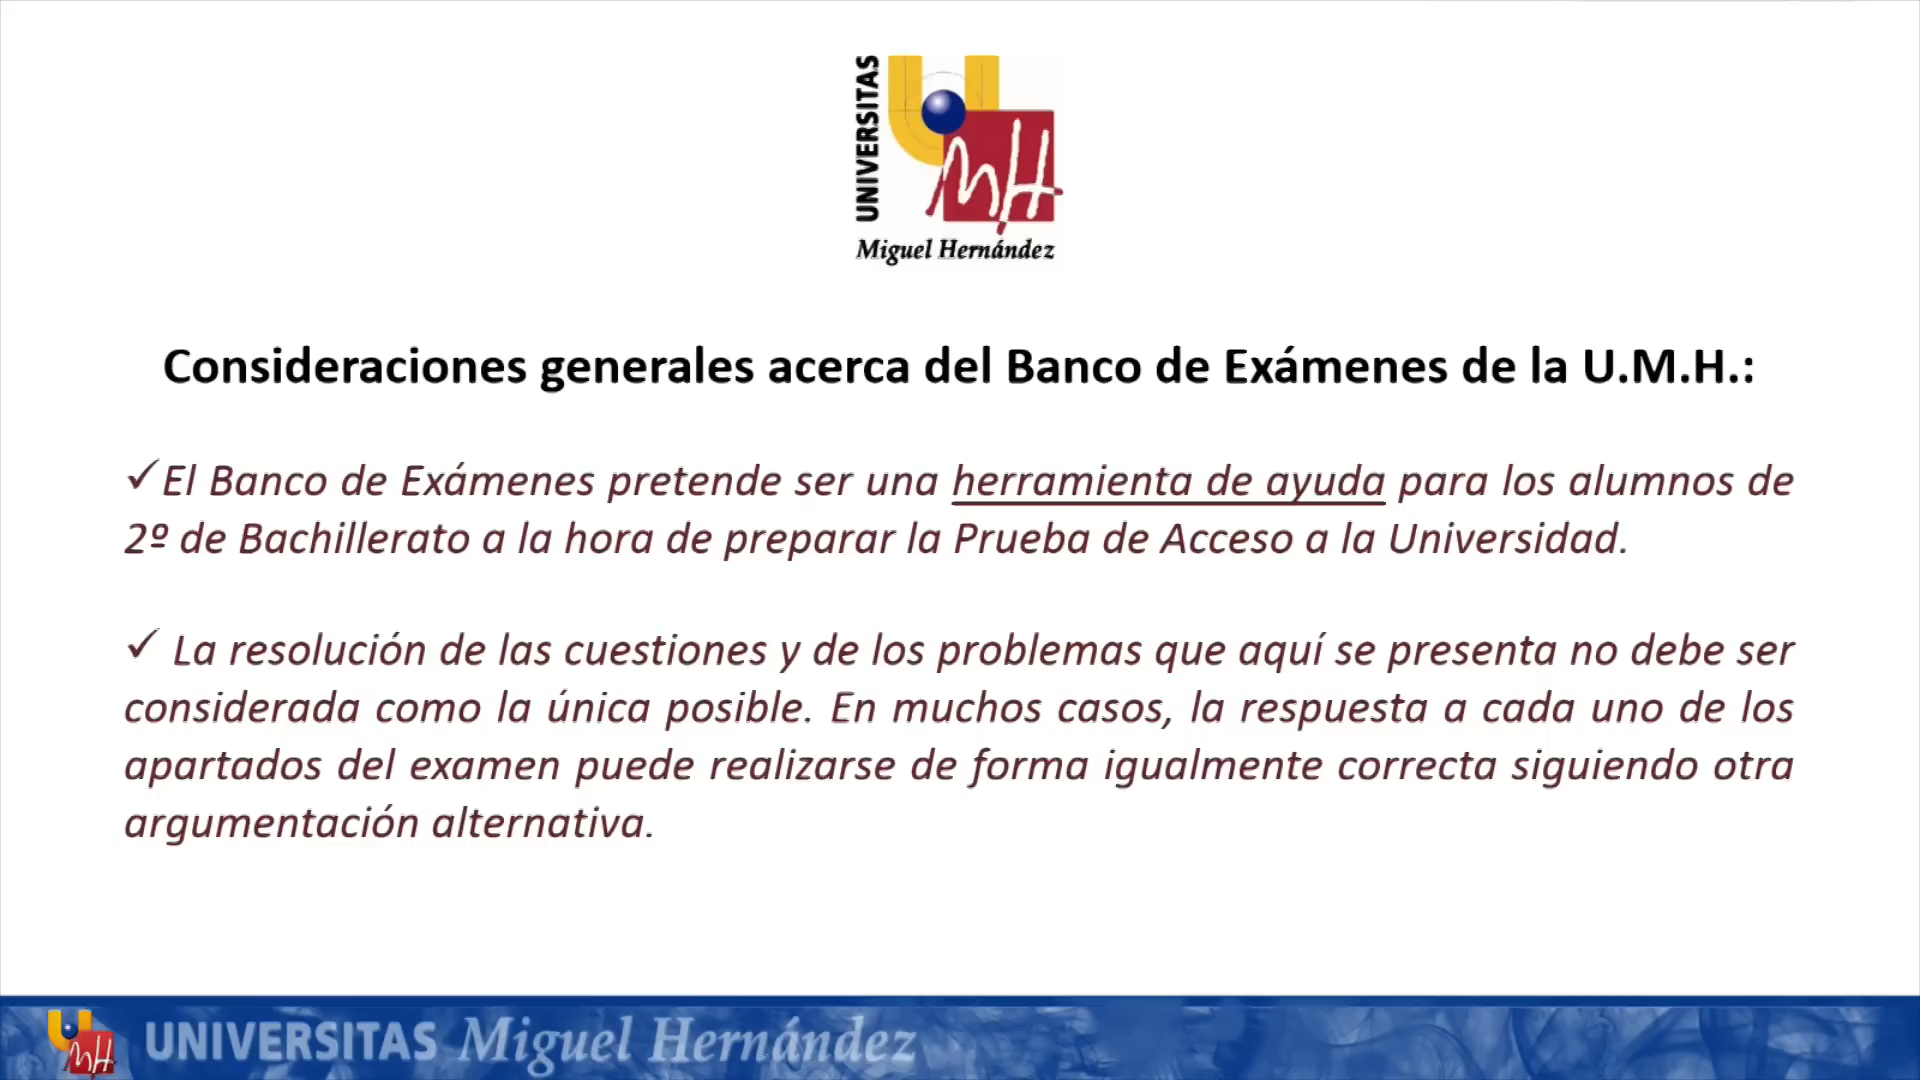 UNIVERSITAS
MH
Miguel Hernández
Consideraciones generales acerca del Banco de Exámenes de la U.M.H.:
✓El Banco de Exámenes pretende ser una herramienta de ayuda para los alumnos de
2º de Bachillerato a la hora de preparar la Prueba de Acceso a la Universidad.
✓ La resolución de las cuestiones y de los problemas que aquí se presenta no debe ser
considerada como la única posible. En muchos casos, la respuesta a cada uno de los
apartados del examen puede realizarse de forma igualmente correcta siguiendo otra
argumentación alternativa.
MH
UNIVERSITAS Miguel Hernández